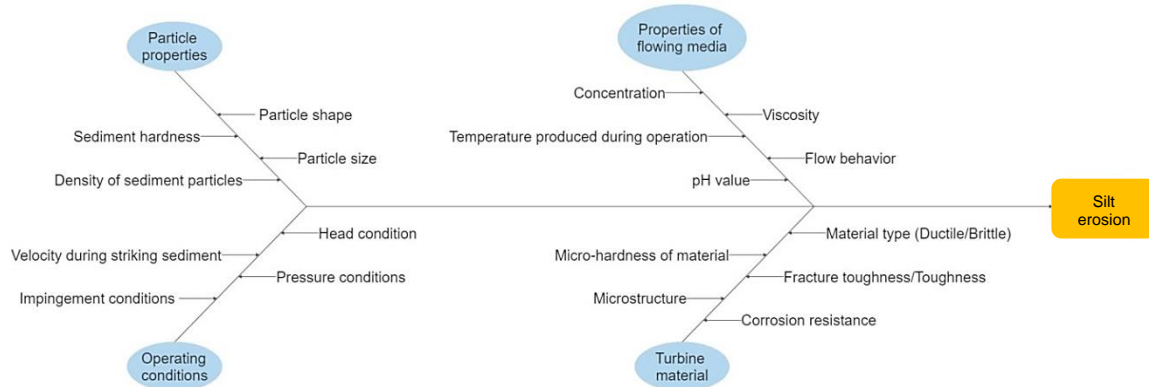 Particle
properties
Properties of
flowing media
Concentration
Particle shape
Viscosity
Sediment hardness
Temperature produced during operation
Particle size
Flow behavior
Density of sediment particles
pH value
Silt
erosion
Head condition
Material type (Ductile/Brittle)
Velocity during striking sediment
Micro-hardness of material
Pressure conditions
Fracture toughness/Toughness
Impingement conditions
Microstructure
Corrosion resistance
Operating
conditions
Turbine
material